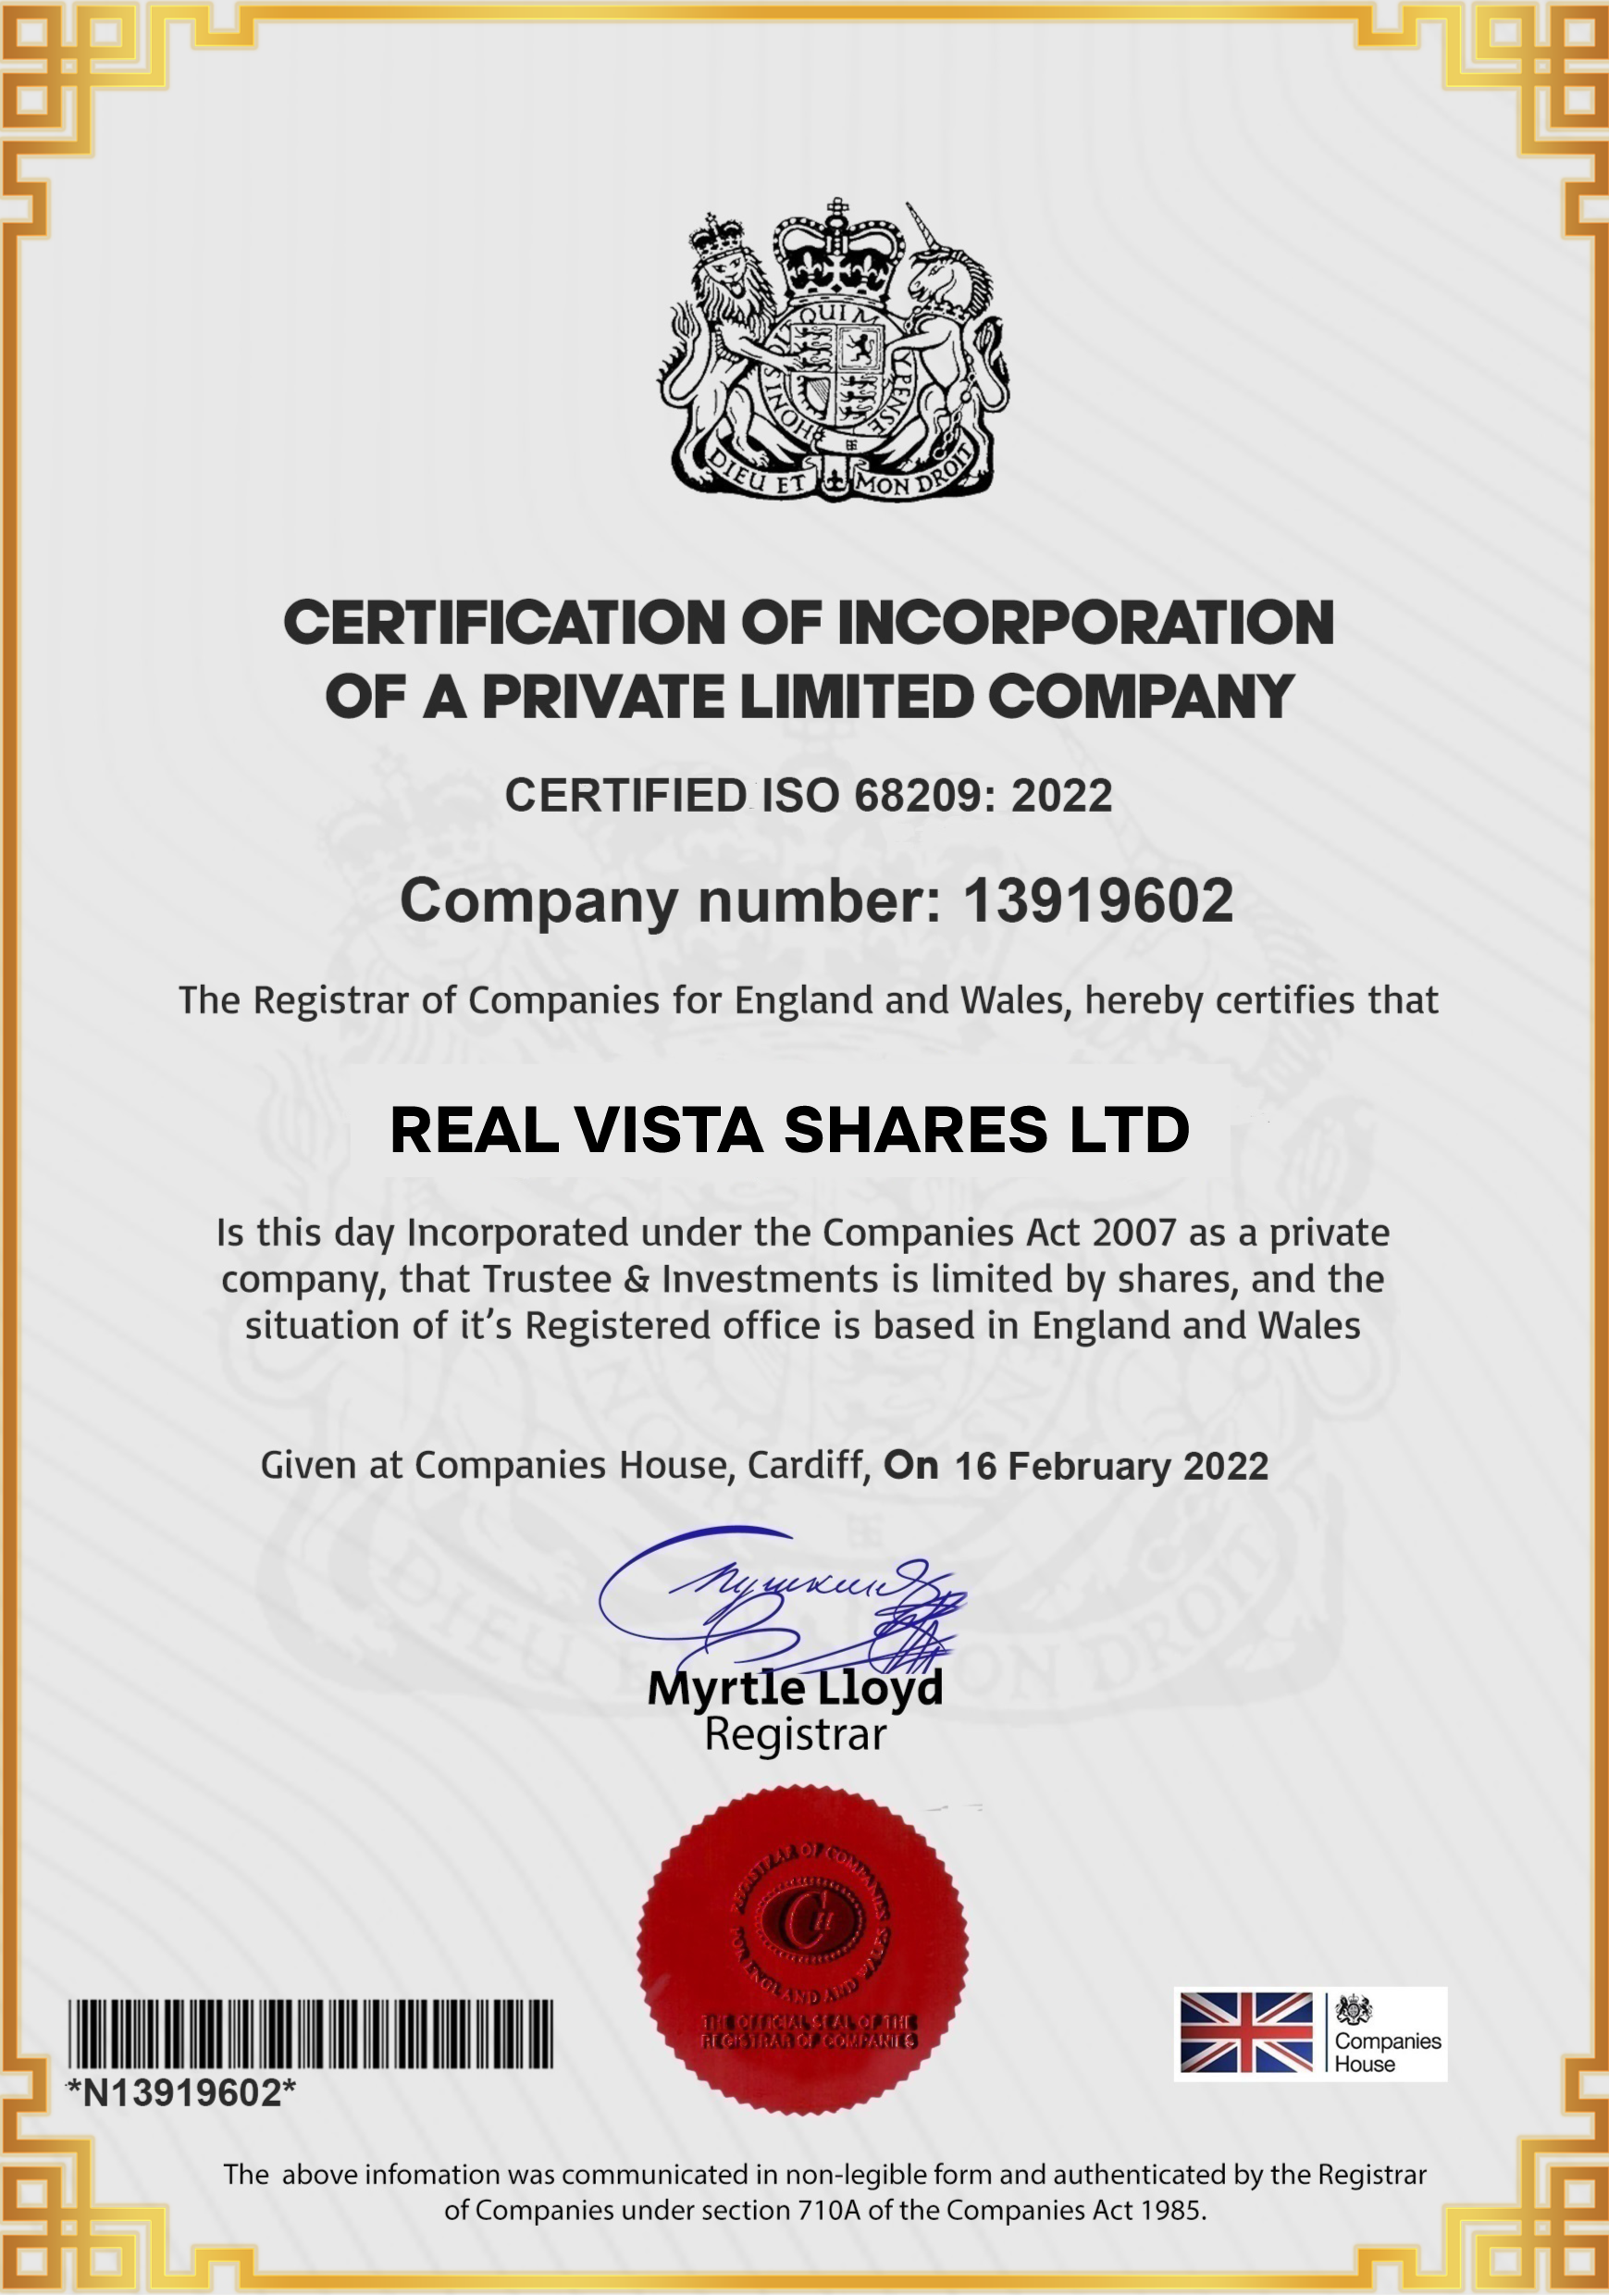 QUI M
HONI
PENSE
DIEU ET MON DROIT
CERTIFICATION OF INCORPORATION
OF A PRIVATE LIMITED COMPANY
CERTIFIED ISO 68209: 2022
Company number: 13919602
The Registrar of Companies for England and Wales, hereby certifies that
REAL VISTA SHARES LTD
Is this day Incorporated under the Companies Act 2007 as a private
company, that Trustee & Investments is limited by shares, and the
situation of it’s Registered office is based in England and Wales
Given at Companies House, Cardiff, On 16 February 2022
Myrtle Lloyd
Registrar
REGISTRAR OF COMPANIES
FOR ENGLAND AND WALES
CH
THE OFFICIAL SEAL OF THE
REGISTRAR OF COMPANIES
Companies
House
*N13919602*
The above infomation was communicated in non-legible form and authenticated by the Registrar
of Companies under section 710A of the Companies Act 1985.